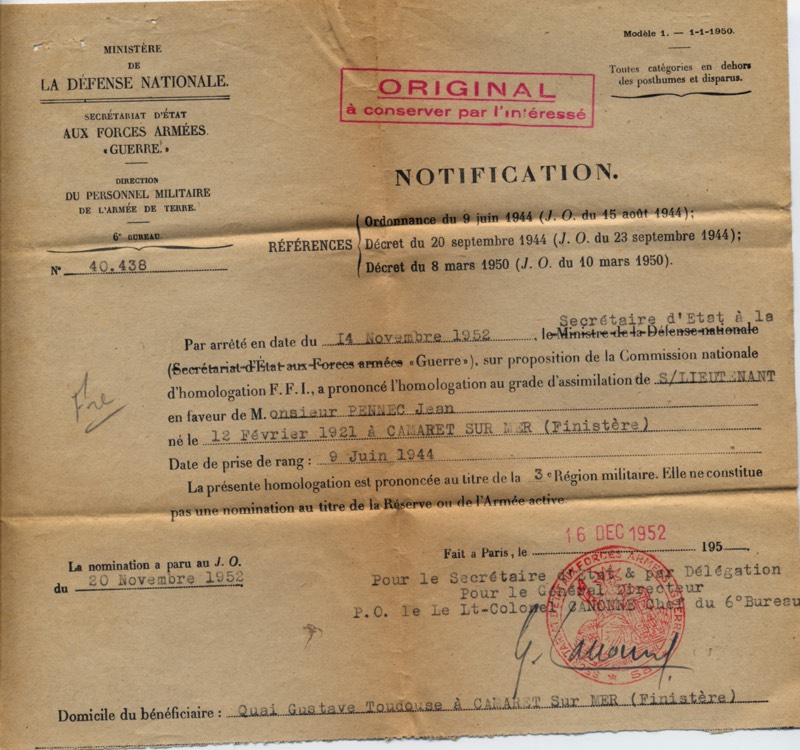 MINISTÈRE
DE
LA DÉFENSE NATIONALE.
SECRÉTARIAT D'ÉTAT
AUX FORCES ARMÉES
«GUERRE.»
DIRECTION
DU PERSONNEL MILITAIRE
DE L'ARMÉE DE TERRE.
6e BUREAU
N° 40.438
Modèle 1. — 1-1-1950.
Toutes catégories en dehors
des posthumes et disparus.
ORIGINAL
à conserver par l'intéressé
NOTIFICATION.
RÉFÉRENCES
Ordonnance du 9 juin 1944 (J. O. du 15 août 1944);
Décret du 20 septembre 1944 (J. O. du 23 septembre 1944);
Décret du 8 mars 1950 (J. O. du 10 mars 1950).
Secrétaire d'Etat à la
Par arrêté en date du 14 Novembre 1952, le Ministre de la Défense nationale
(Secrétariat d'État aux Forces armées «Guerre»), sur proposition de la Commission nationale
d'homologation F. F. I., a prononcé l'homologation au grade d'assimilation de S/LIEUTENANT
en faveur de M. onsieur PENNEC Jean
né le 12 Février 1921 à CAMARET SUR MER (Finistère)
Date de prise de rang : 9 Juin 1944
La présente homologation est prononcée au titre de la 3e Région militaire. Elle ne constitue
pas une nomination au titre de la Réserve ou de l'Armée active.
16 DEC 1952
Fait à Paris, le 195
La nomination a paru au J. O.
du 20 Novembre 1952
Pour le Secrétaire d'Etat & par Délégation
Pour le Général Directeur
P.O. le Le Lt-Colonel CANONNE Chef du 6°Bureau
Domicile du bénéficiaire : Quai Gustave Toudouse à CAMARET Sur MER (Finistère)